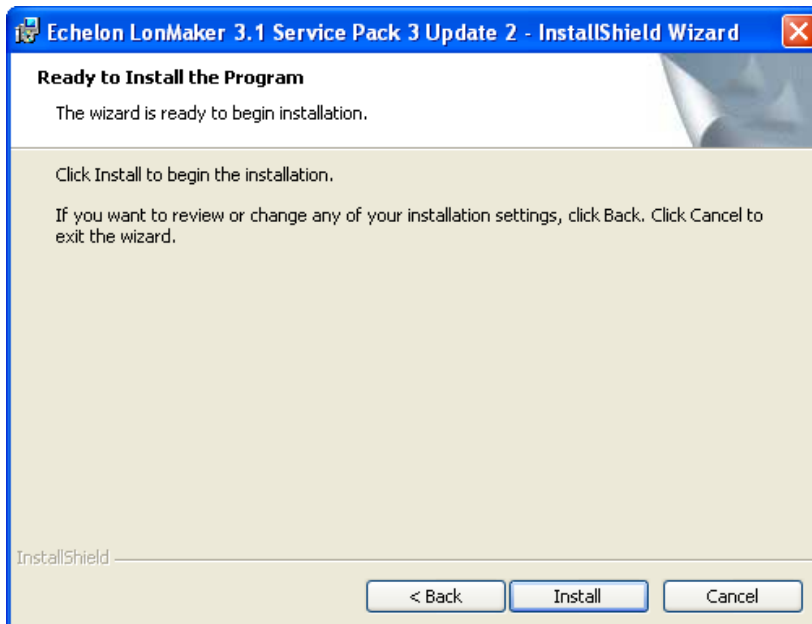 Echelon LonMaker 3.1 Service Pack 3 Update 2 - InstallShield Wizard
Ready to Install the Program
The wizard is ready to begin installation.
Click Install to begin the installation.
If you want to review or change any of your installation settings, click Back. Click Cancel to
exit the wizard.
InstallShield
< Back
Install
Cancel